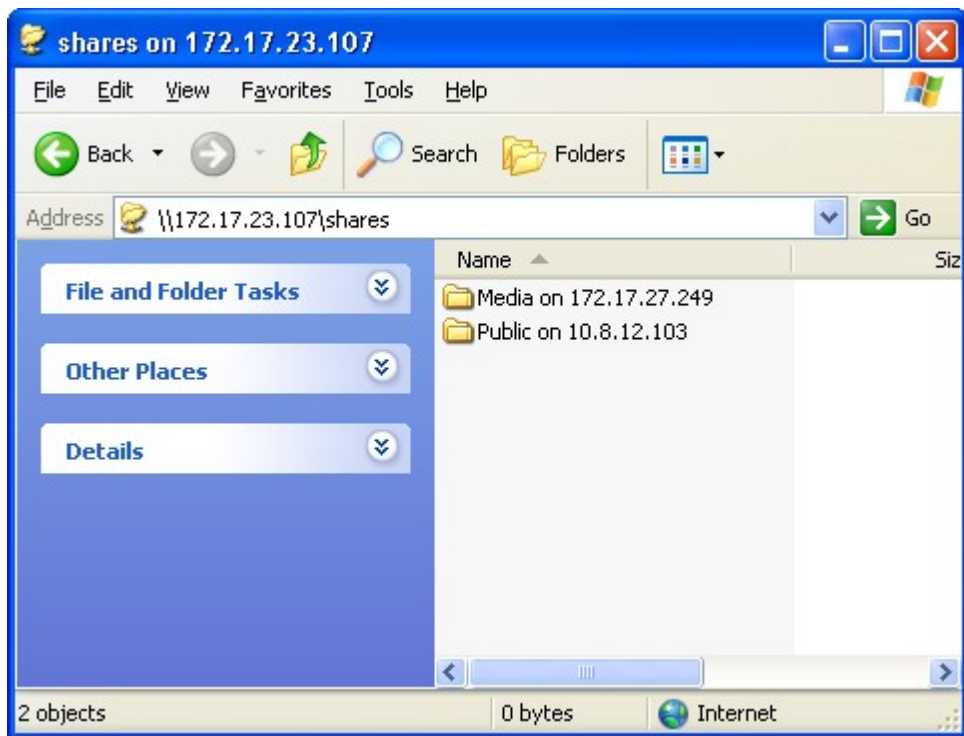 shares on 172.17.23.107
File Edit View Favorites Tools Help
Back Search Folders
Address \\172.17.23.107\shares Go
Name Siz
File and Folder Tasks
Media on 172.17.27.249
Public on 10.8.12.103
Other Places
Details
2 objects 0 bytes Internet